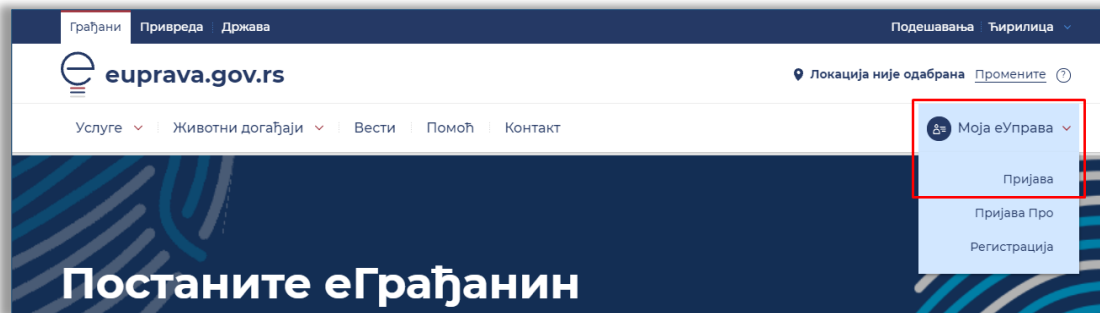 Грађани Привреда Држава Подешавања Ћирилица
euprava.gov.rs Локација није одабрана Промените ?
Услуге Животни догађаји Вести Помоћ Контакт Моја еУправа
Пријава
Пријава Про
Регистрација
Постаните еГрађанин